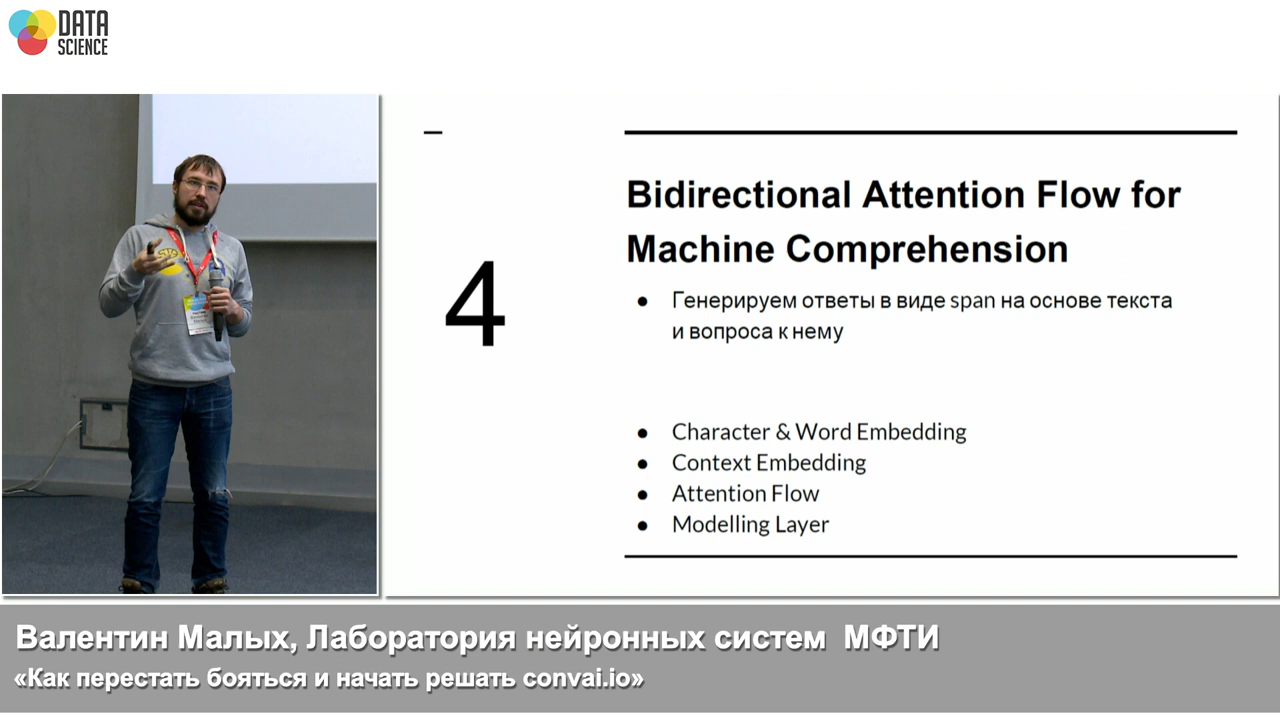 DATA
SCIENCE
4
Bidirectional Attention Flow for
Machine Comprehension
● Генерируем ответы в виде span на основе текста
и вопроса к нему
● Character & Word Embedding
● Context Embedding
● Attention Flow
● Modelling Layer
Валентин Малых, Лаборатория нейронных систем МФТИ
«Как перестать бояться и начать решать convai.io»